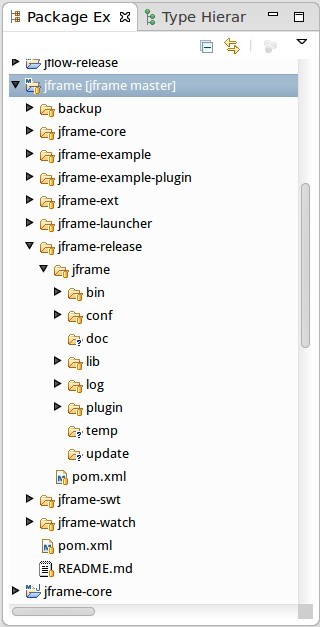 Package Ex Type Hierar
jflow-release
jframe [jframe master]
backup
jframe-core
jframe-example
jframe-example-plugin
jframe-ext
jframe-launcher
jframe-release
jframe
bin
conf
doc
lib
log
plugin
temp
update
pom.xml
jframe-swt
jframe-watch
pom.xml
README.md
jframe-core